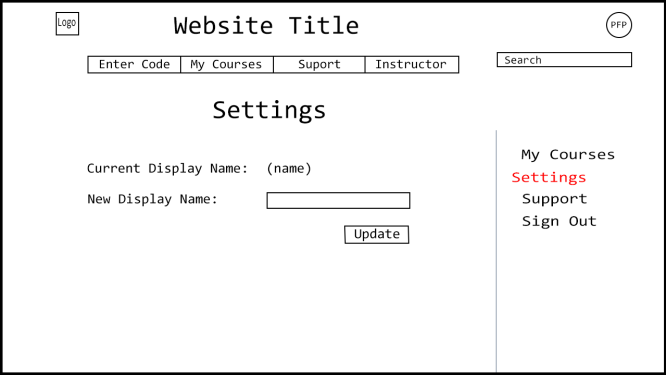 Logo
Website Title
PFP
Enter Code My Courses Suport Instructor
Search
Settings
Current Display Name: (name)
New Display Name:
Update
My Courses
Settings
Support
Sign Out